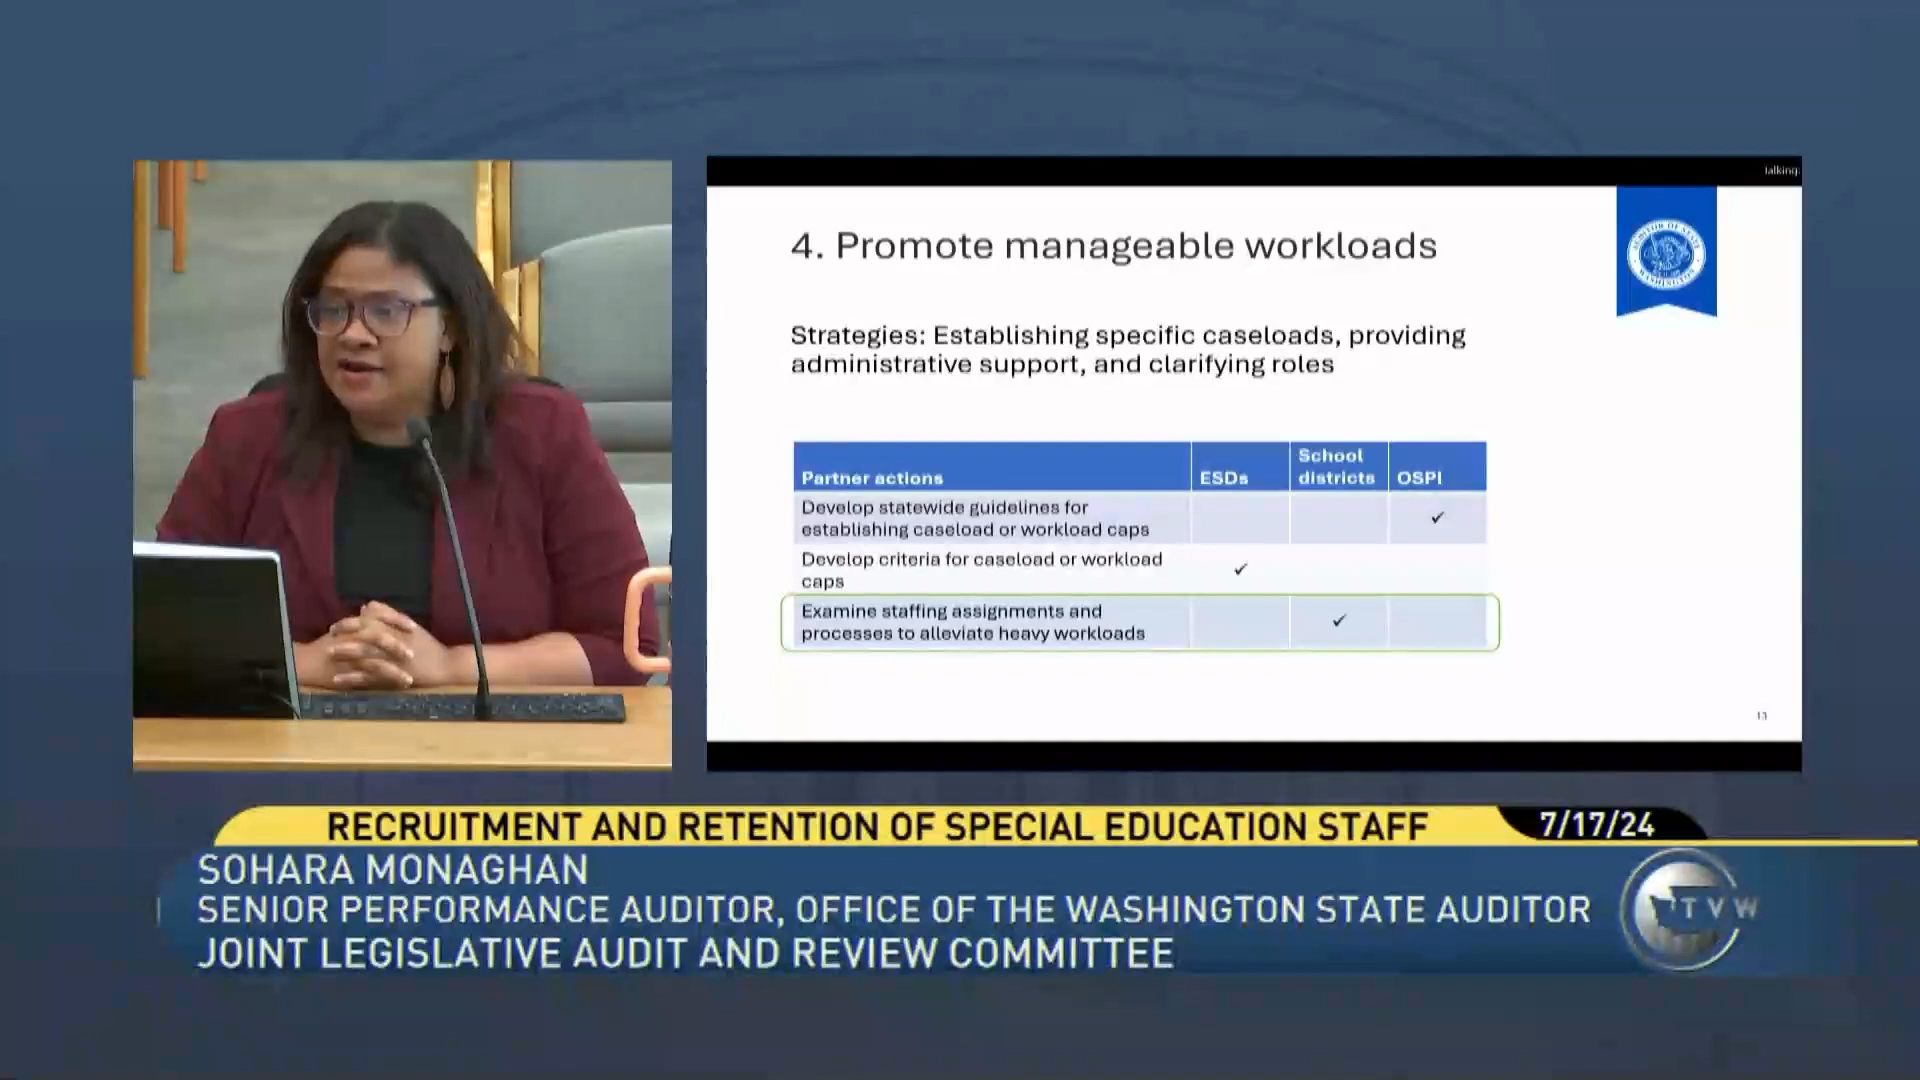 Talking:
4. Promote manageable workloads
Strategies: Establishing specific caseloads, providing
administrative support, and clarifying roles
Partner actions
ESDs
School
districts
OSPI
Develop statewide guidelines for
establishing caseload or workload caps
✓
Develop criteria for caseload or workload
caps
✓
Examine staffing assignments and
processes to alleviate heavy workloads
✓
13
RECRUITMENT AND RETENTION OF SPECIAL EDUCATION STAFF
7/17/24
SOHARA MONAGHAN
SENIOR PERFORMANCE AUDITOR, OFFICE OF THE WASHINGTON STATE AUDITOR
JOINT LEGISLATIVE AUDIT AND REVIEW COMMITTEE
TVW